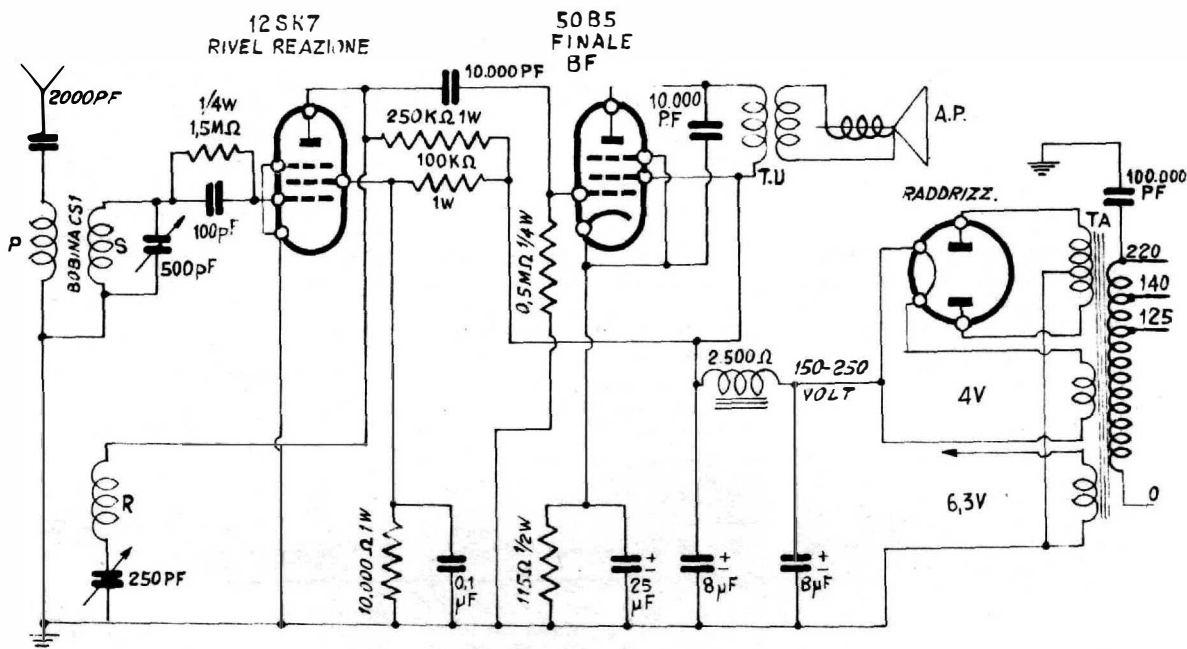 12SK7
RIVEL REAZIONE
50B5
FINALE
BF
2000PF
1/4W
1,5MΩ
10.000PF
250KΩ 1W
100KΩ
1W
10.000
PF
A.P.
T.U
RADDRIZZ.
100.000
PF
TA
P
BOBINA CS1
S
100pF
500pF
0,5MΩ 1/4W
220
140
125
2.500Ω
150-250
VOLT
4V
6,3V
0
R
250PF
10.000Ω 1W
0,1
µF
115Ω 1/2W
+
25
µF
+
8µF
+
8µF